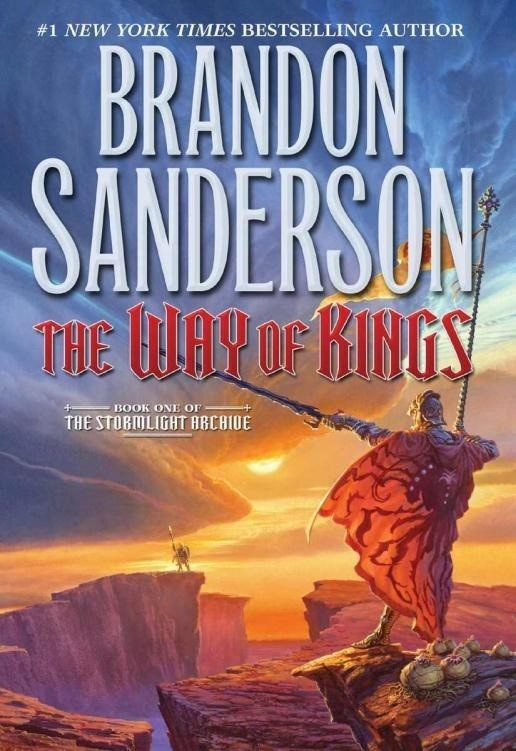 #1 NEW YORK TIMES BESTSELLING AUTHOR
BRANDON
SANDERSON
THE WAY OF KINGS
BOOK ONE OF
THE STORMLIGHT ARCHIVE